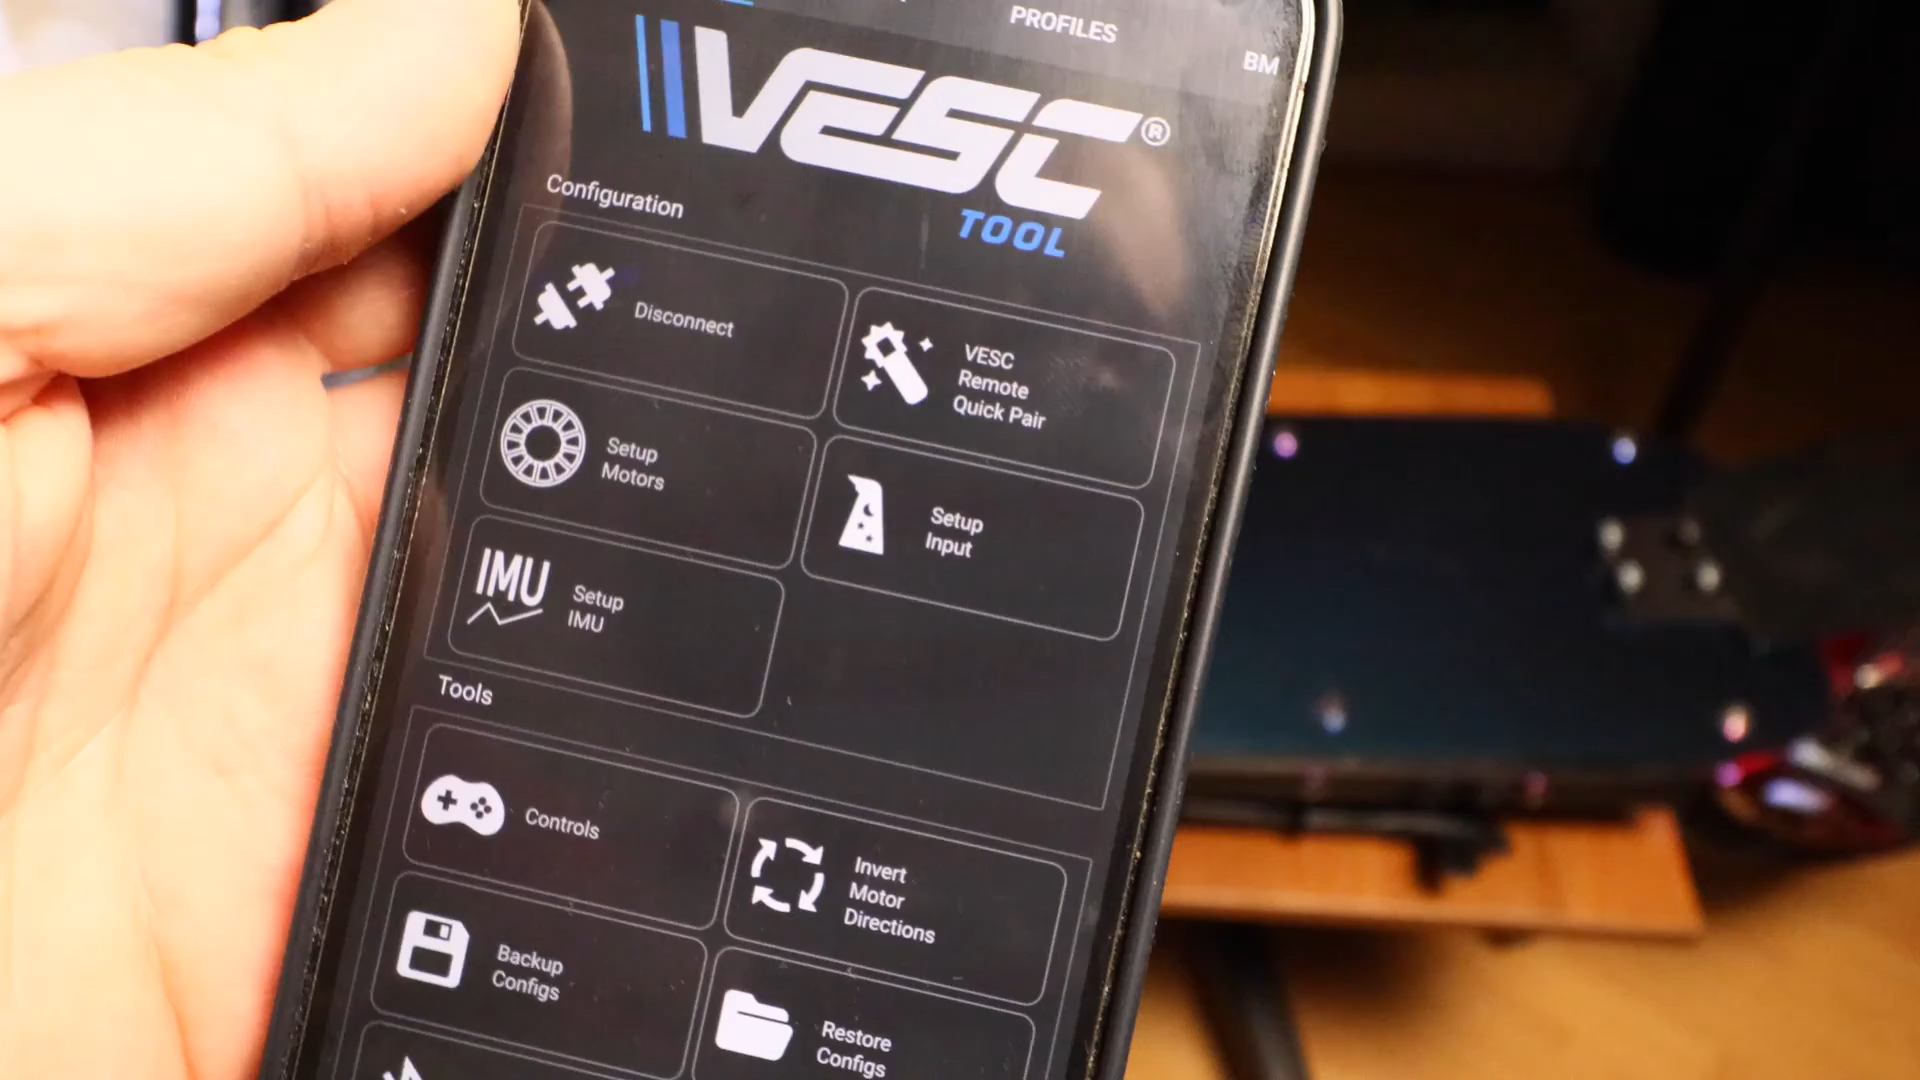 PROFILES
BM
VESC®
TOOL
Configuration
Disconnect
VESC
Remote
Quick Pair
Setup
Motors
Setup
Input
IMU
Setup
IMU
Tools
Controls
Invert
Motor
Directions
Backup
Configs
Restore
Configs